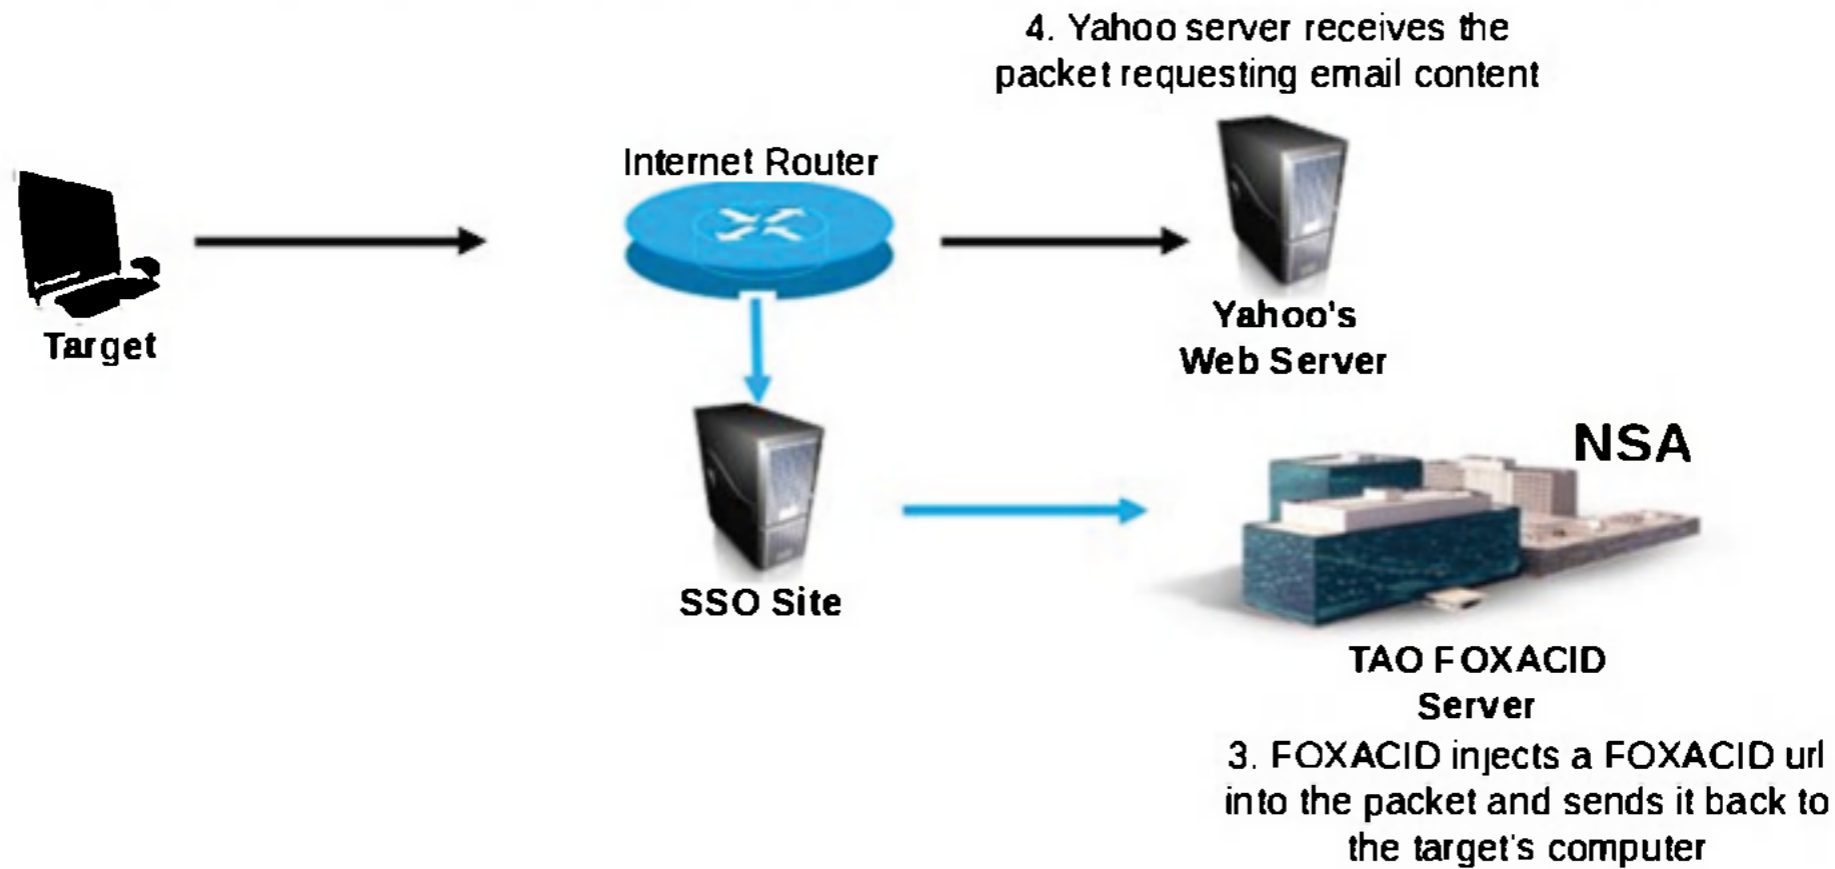 4. Yahoo server receives the
packet requesting email content
Internet Router
Target
Yahoo's
Web Server
NSA
SSO Site
TAO FOXACID
Server
3. FOXACID injects a FOXACID url
into the packet and sends it back to
the target's computer